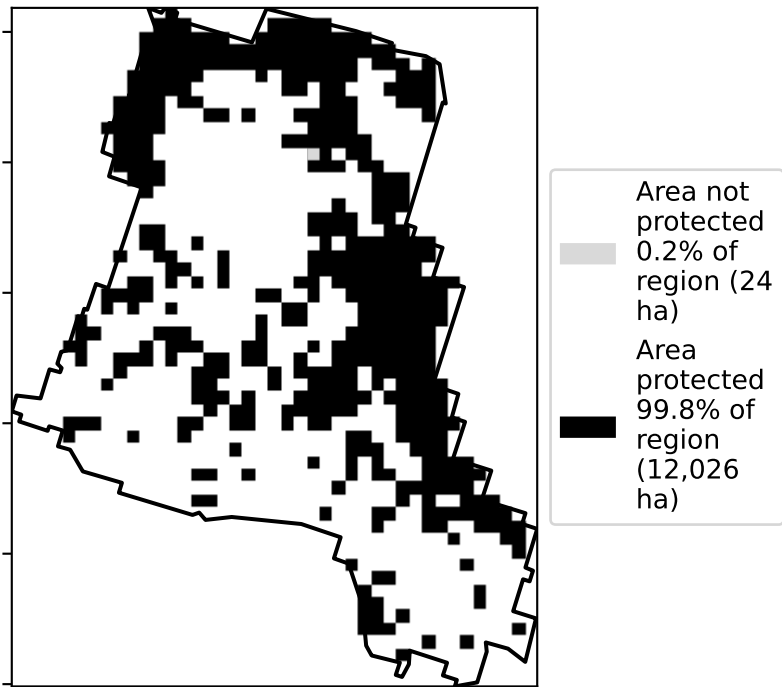 Area not
protected
0.2% of
region (24
ha)
Area
protected
99.8% of
region
(12,026
ha)